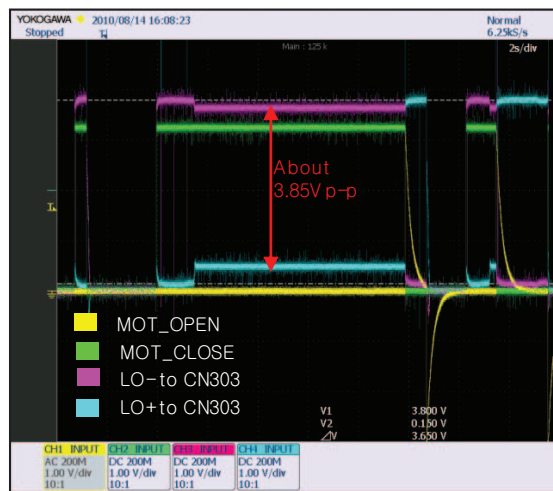 YOKOGAWA 2010/08/14 16:08:23 Normal
Stopped 6.25kS/s
Main : 125 k 2s/div
About
3.85V p-p
MOT_OPEN
MOT_CLOSE
LO- to CN303
LO+ to CN303
V1 3.800 V
V2 0.150 V
⊿V 3.650 V
CH1 INPUT CH2 INPUT CH3 INPUT CH4 INPUT
AC 200M DC 200M DC 200M DC 200M
1.00 V/div 1.00 V/div 1.00 V/div 1.00 V/div
10:1 10:1 10:1 10:1